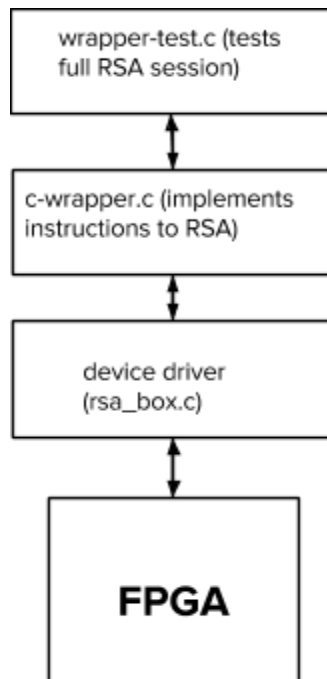 wrapper-test.c (tests
full RSA session)
c-wrapper.c (implements
instructions to RSA)
device driver
(rsa_box.c)
FPGA